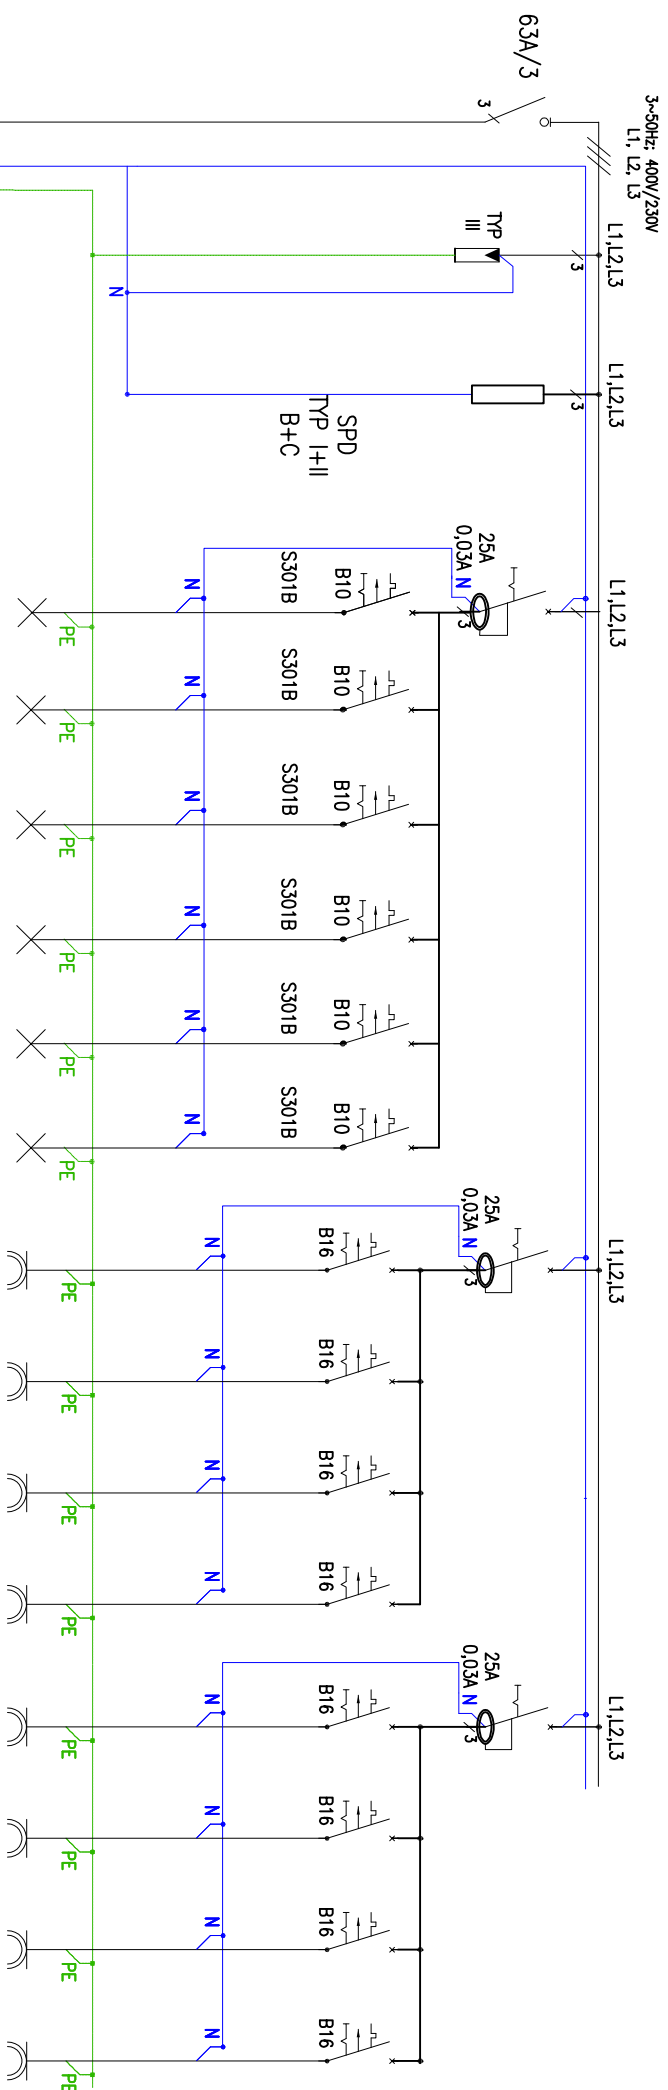 63A/3
3
3~50Hz; 400V/230V
L1, L2, L3
L1,L2,L3
3
TYP
III
N
L1,L2,L3
3
SPD
TYP I+II
B+C
L1,L2,L3
25A
0,03A N
3
B10
S301B
N
PE
B10
S301B
N
PE
B10
S301B
N
PE
B10
S301B
N
PE
B10
S301B
N
PE
B10
S301B
N
PE
L1,L2,L3
25A
0,03A N
3
B16
N
PE
B16
N
PE
B16
N
PE
B16
N
PE
L1,L2,L3
25A
0,03A N
3
B16
N
PE
B16
N
PE
B16
N
PE
B16
N
PE